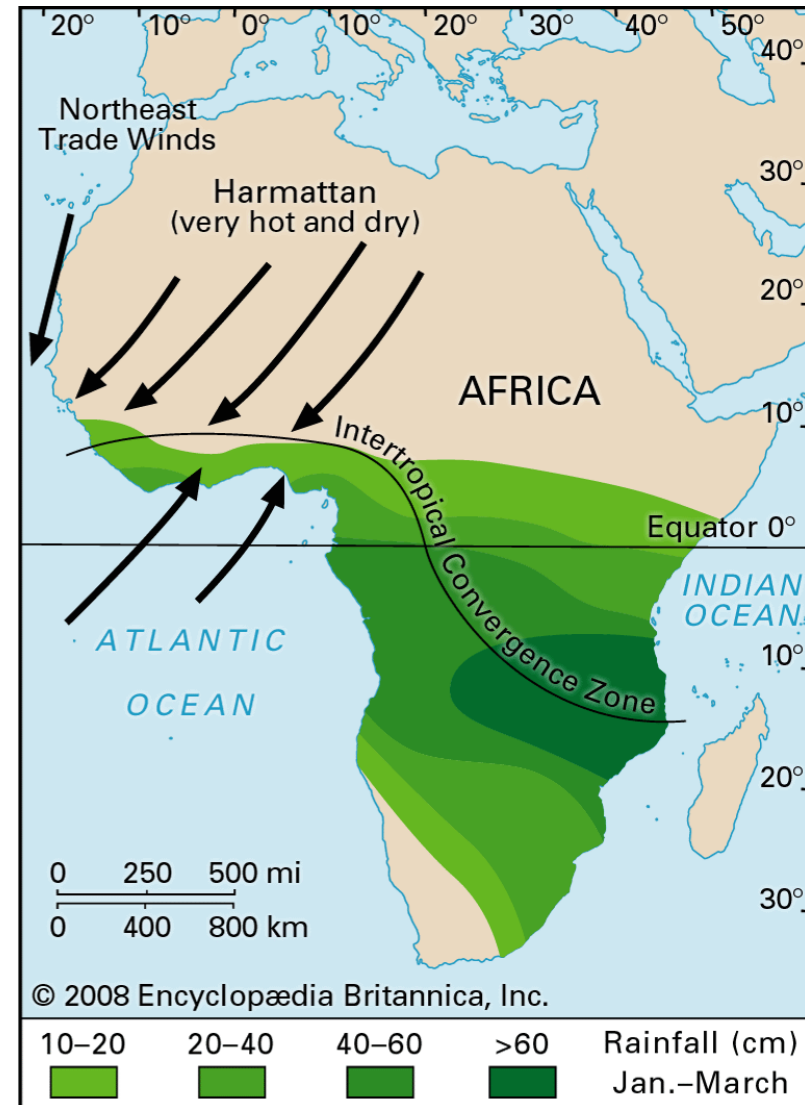 20° 10° 0° 10° 20° 30° 40° 50°
40°
Northeast
Trade Winds
30°
Harmattan
(very hot and dry)
20°
AFRICA
10°
Intertropical Convergence Zone
Equator 0°
INDIAN
OCEAN
ATLANTIC
OCEAN
10°
20°
0 250 500 mi
30°
0 400 800 km
© 2008 Encyclopædia Britannica, Inc.
10–20 20–40 40–60 >60 Rainfall (cm)
Jan.–March